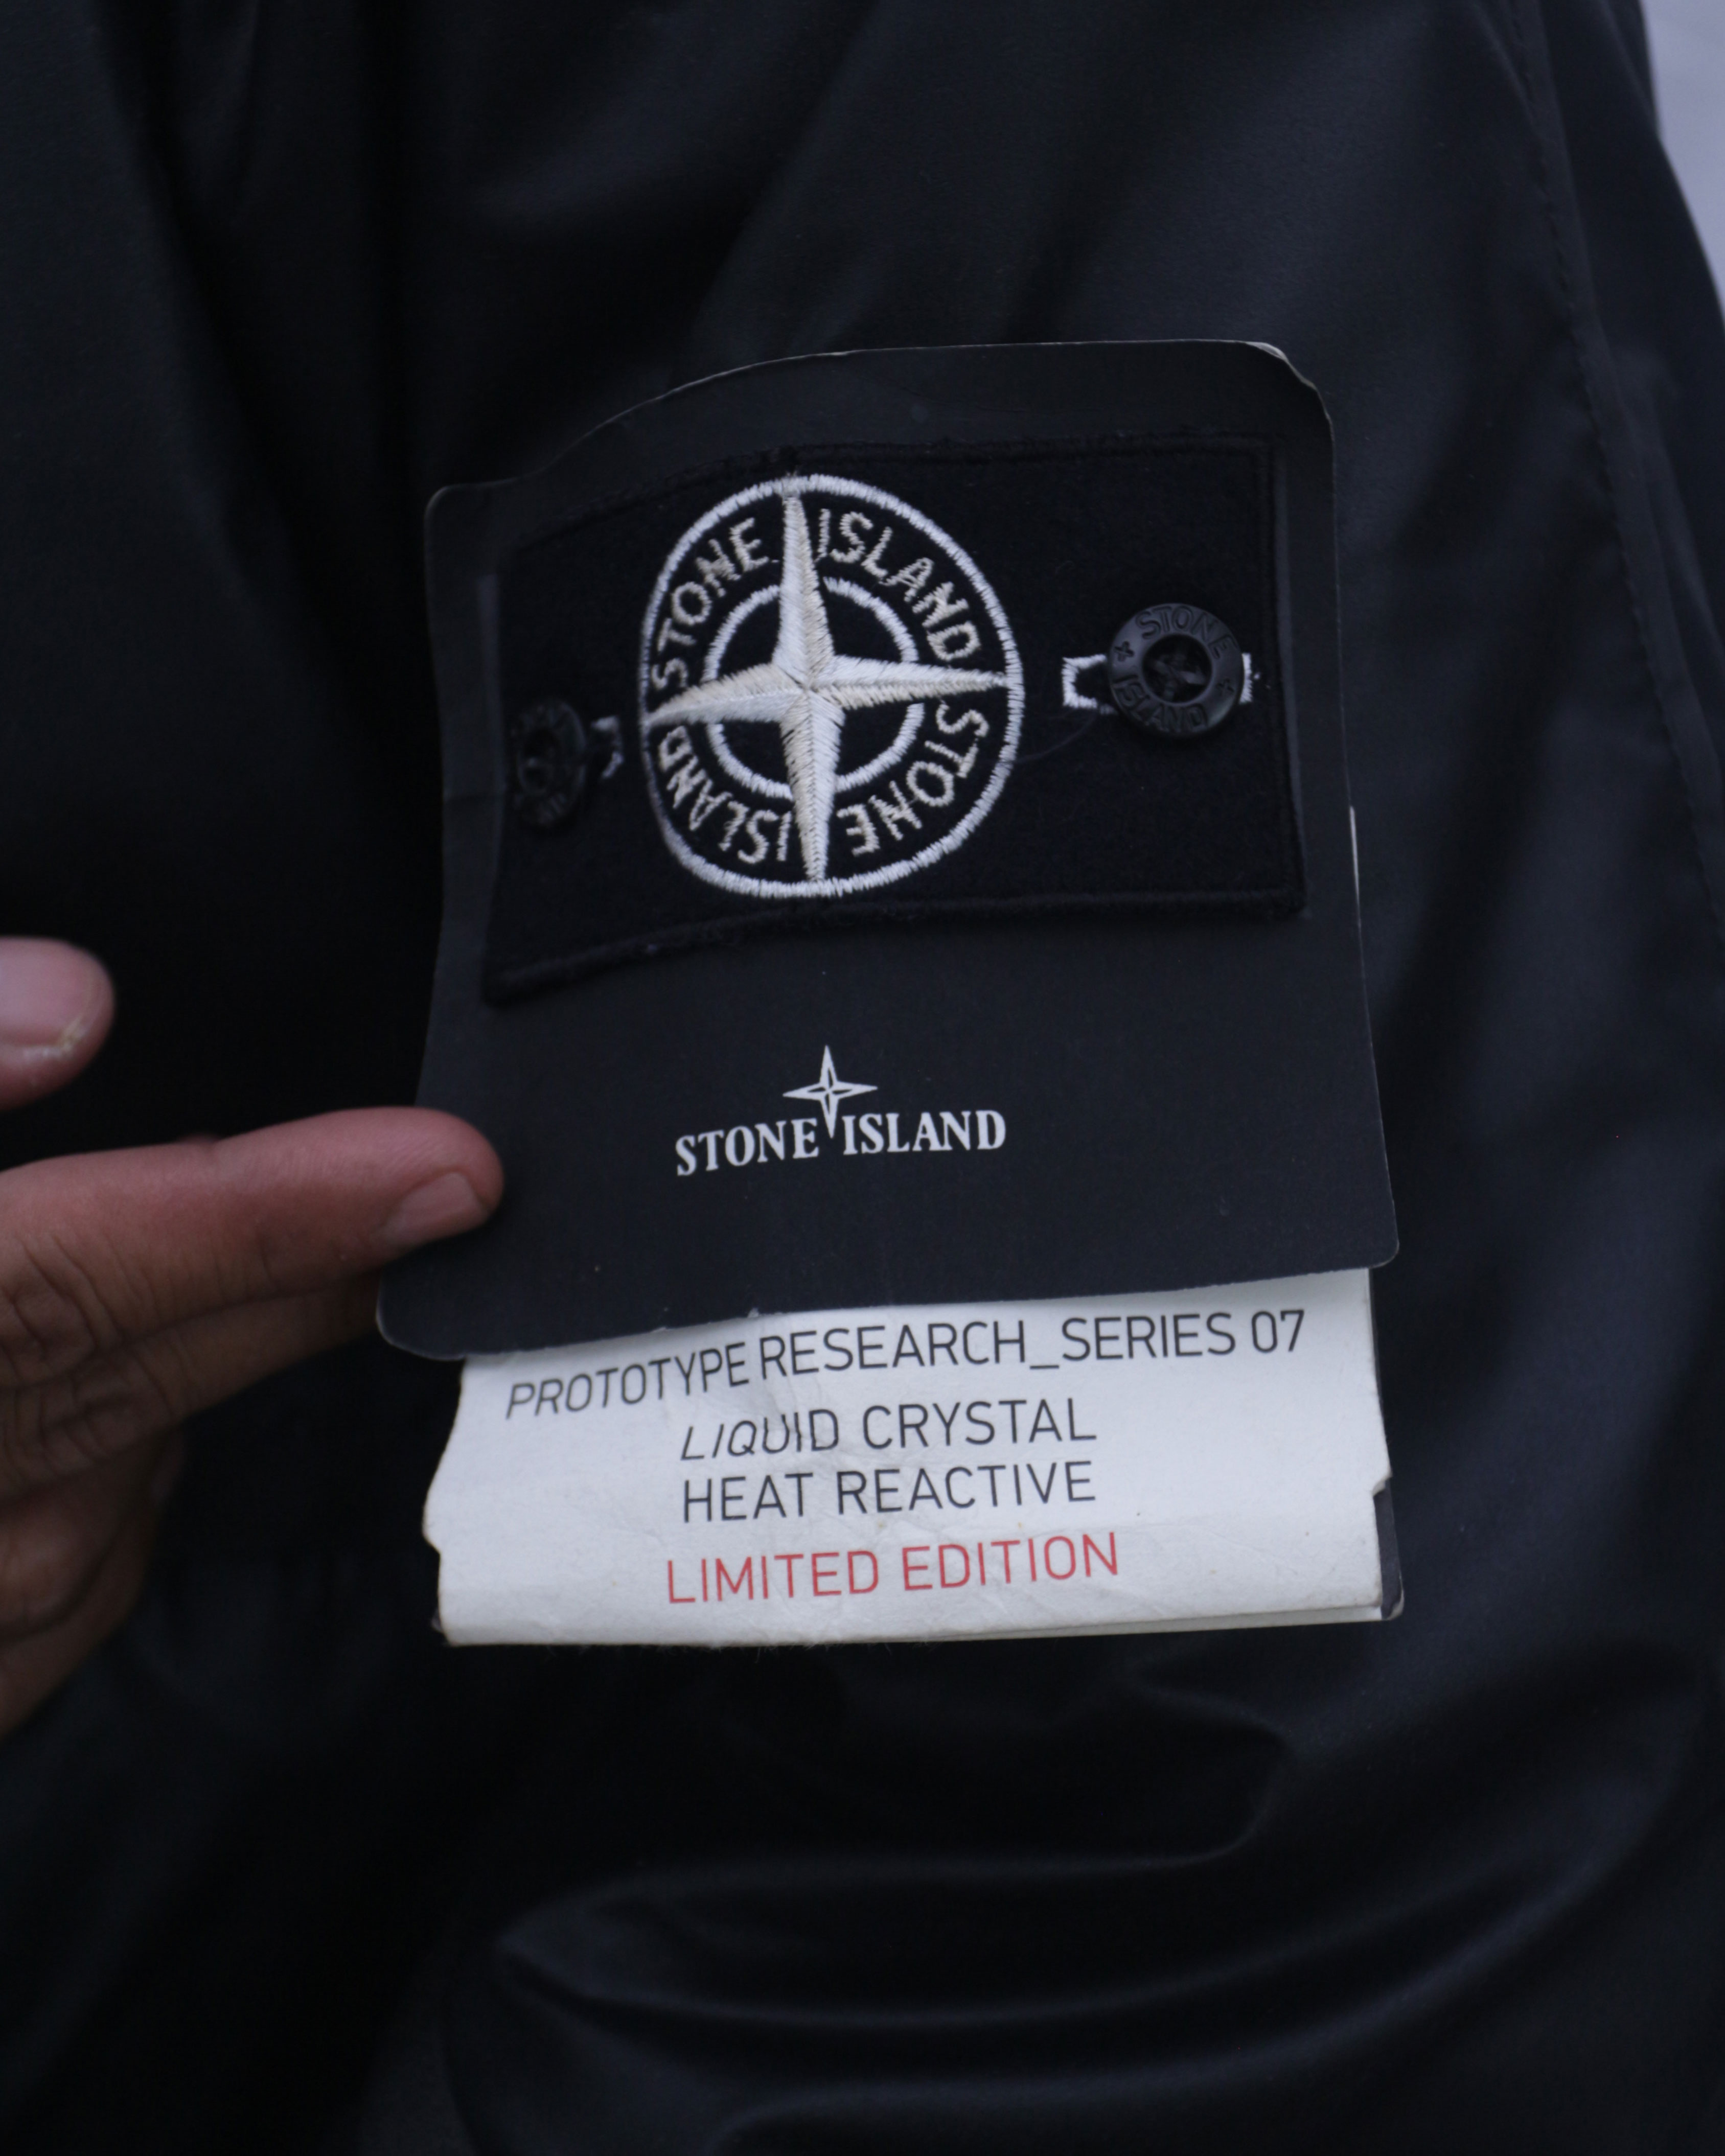 STONE ISLAND
STONE ISLAND
STONE
ISLAND
STONE ISLAND
PROTOTYPE RESEARCH_SERIES 07
LIQUID CRYSTAL
HEAT REACTIVE
LIMITED EDITION